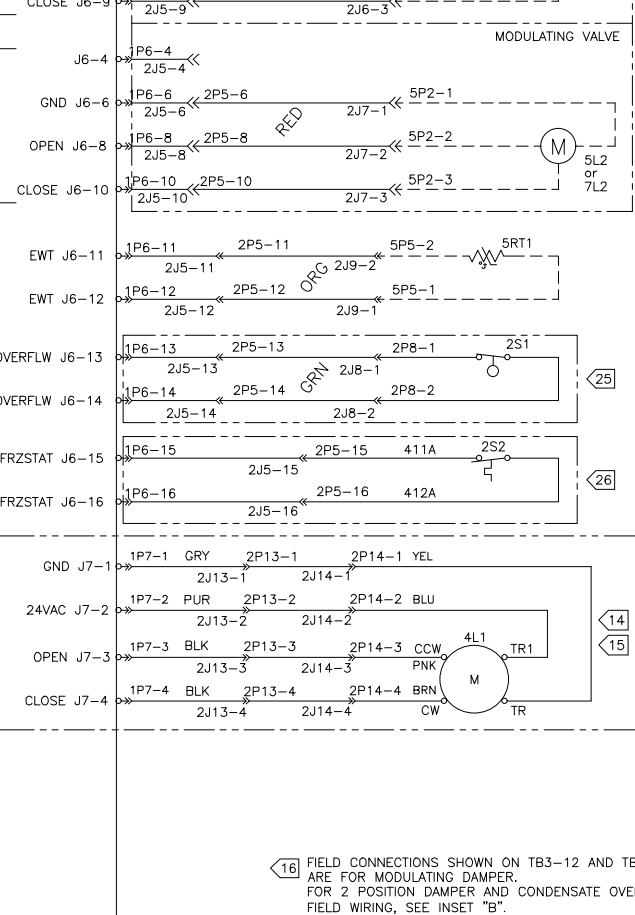 CLOSE J6-9 2J5-9 2J6-3
MODULATING VALVE
J6-4 1P6-4 2J5-4
GND J6-6 1P6-6 2J5-6 2P5-6 RED 2J7-1 5P2-1
OPEN J6-8 1P6-8 2J5-8 2P5-8 2J7-2 5P2-2 M
5L2
or
7L2
CLOSE J6-10 1P6-10 2J5-10 2P5-10 2J7-3 5P2-3
EWT J6-11 1P6-11 2J5-11 2P5-11 ORG 2J9-2 5P5-2 5RT1
EWT J6-12 1P6-12 2J5-12 2P5-12 2J9-1 5P5-1
OVERFLW J6-13 1P6-13 2J5-13 2P5-13 GRN 2J8-1 2P8-1 2S1
25
OVERFLW J6-14 1P6-14 2J5-14 2P5-14 2J8-2 2P8-2
FRZSTAT J6-15 1P6-15 2J5-15 2P5-15 411A 2S2
26
FRZSTAT J6-16 1P6-16 2J5-16 2P5-16 412A
GND J7-1 1P7-1 GRY 2J13-1 2P13-1 2J14-1 2P14-1 YEL
24VAC J7-2 1P7-2 PUR 2J13-2 2P13-2 2J14-2 2P14-2 BLU
14
15
OPEN J7-3 1P7-3 BLK 2J13-3 2P13-3 2J14-3 2P14-3 CCW PNK 4L1 TR1
M
CLOSE J7-4 1P7-4 BLK 2J13-4 2P13-4 2J14-4 2P14-4 BRN CW TR
16 FIELD CONNECTIONS SHOWN ON TB3-12 AND TB
ARE FOR MODULATING DAMPER.
FOR 2 POSITION DAMPER AND CONDENSATE OVE
FIELD WIRING, SEE INSET "B".